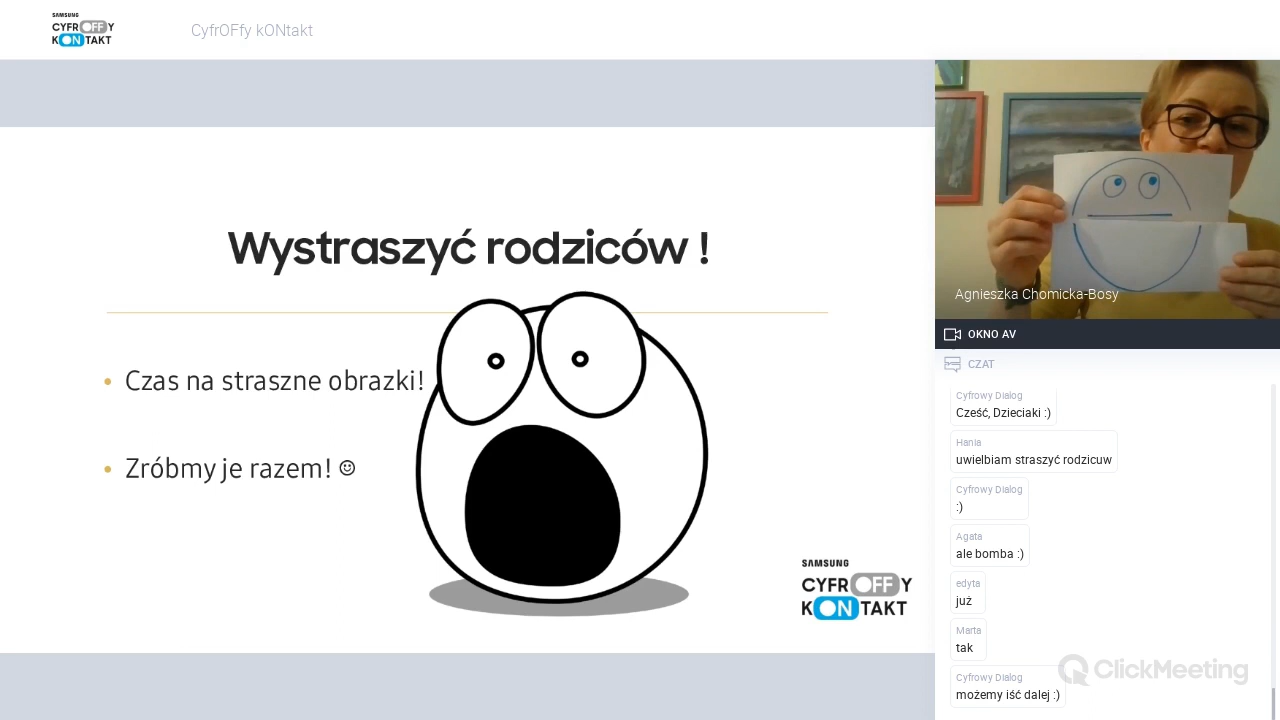 SAMSUNG
CYFROFFY
KONTAKT
CyfrOFfy kONtakt
Wystraszyć rodziców !
• Czas na straszne obrazki!
• Zróbmy je razem! ☺
SAMSUNG
CYFROFFY
KONTAKT
Agnieszka Chomicka-Bosy
OKNO AV
CZAT
Cyfrowy Dialog
Cześć, Dzieciaki :)
Hania
uwielbiam straszyć rodzicuw
Cyfrowy Dialog
:)
Agata
ale bomba :)
edyta
już
Marta
tak
Cyfrowy Dialog
możemy iść dalej :)
ClickMeeting